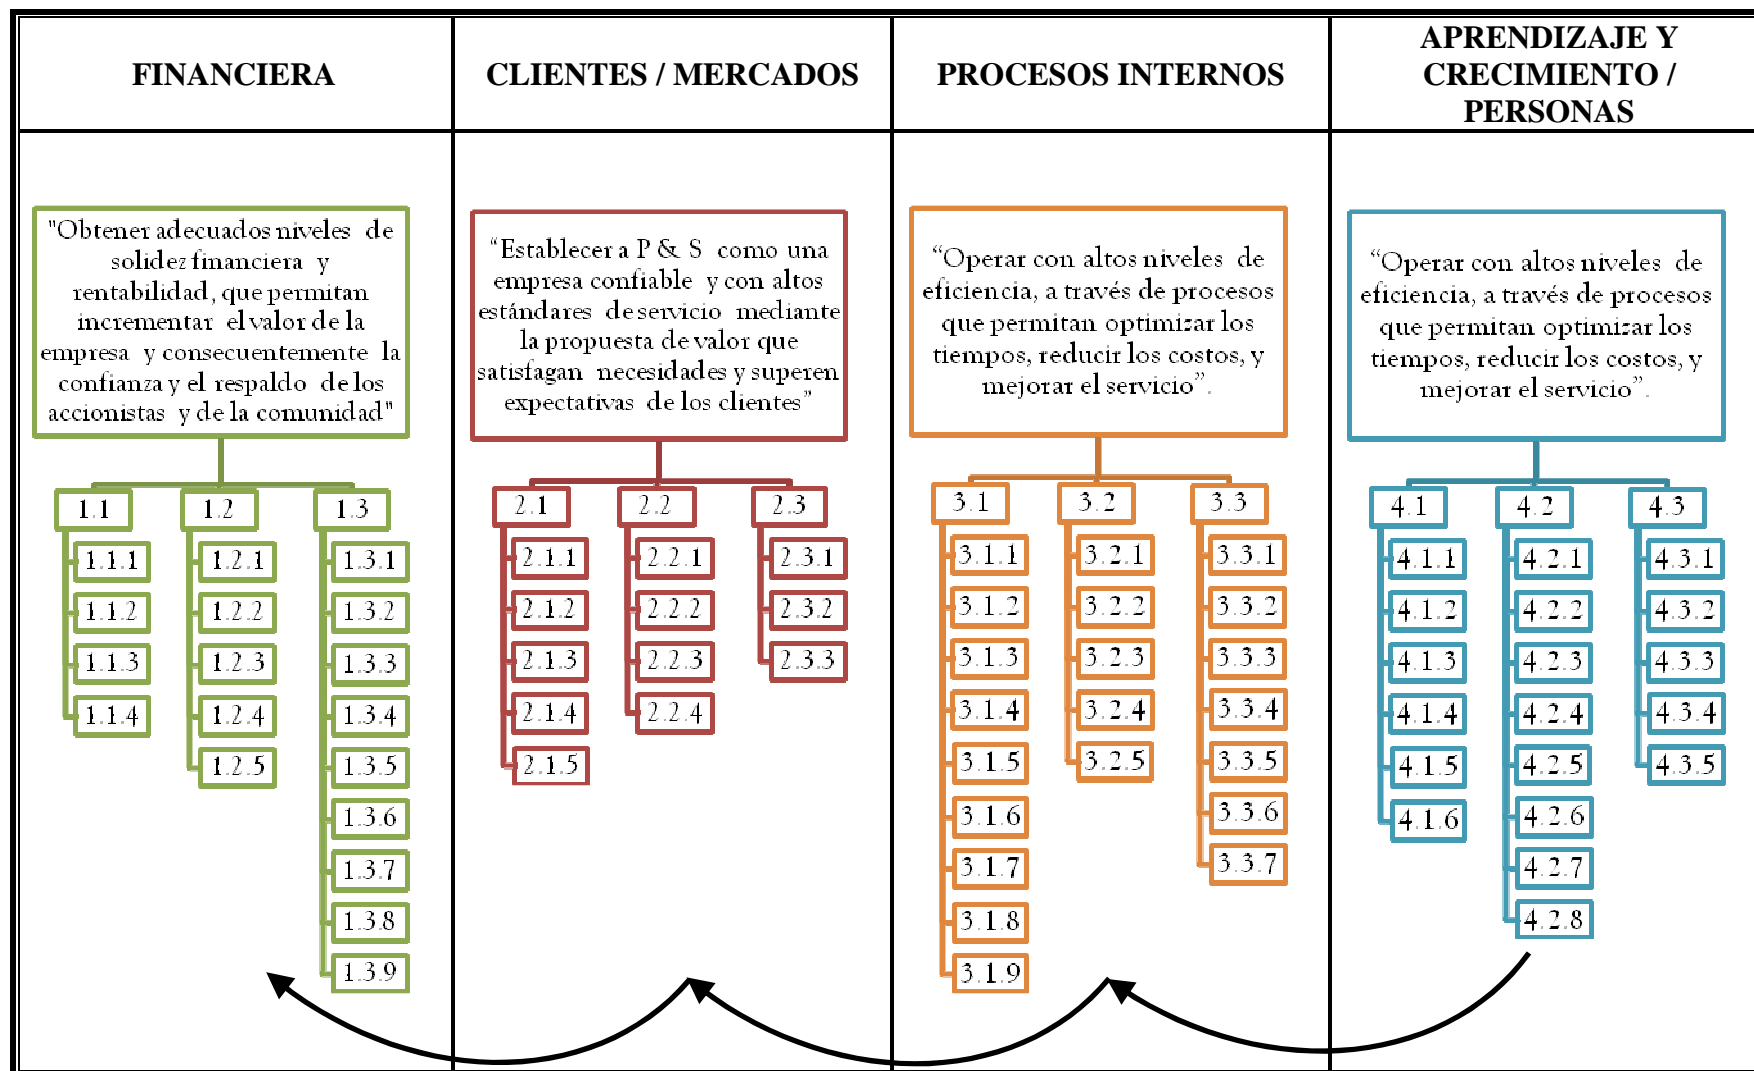 FINANCIERA
CLIENTES / MERCADOS
PROCESOS INTERNOS
APRENDIZAJE Y
CRECIMIENTO /
PERSONAS
"Obtener adecuados niveles de
solidez financiera y
rentabilidad, que permitan
incrementar el valor de la
empresa y consecuentemente la
confianza y el respaldo de los
accionistas y de la comunidad"
1.1
1.1.1
1.1.2
1.1.3
1.1.4
1.2
1.2.1
1.2.2
1.2.3
1.2.4
1.2.5
1.3
1.3.1
1.3.2
1.3.3
1.3.4
1.3.5
1.3.6
1.3.7
1.3.8
1.3.9
“Establecer a P & S como una
empresa confiable y con altos
estándares de servicio mediante
la propuesta de valor que
satisfagan necesidades y superen
expectativas de los clientes”
2.1
2.1.1
2.1.2
2.1.3
2.1.4
2.1.5
2.2
2.2.1
2.2.2
2.2.3
2.2.4
2.3
2.3.1
2.3.2
2.3.3
“Operar con altos niveles de
eficiencia, a través de procesos
que permitan optimizar los
tiempos, reducir los costos, y
mejorar el servicio”.
3.1
3.1.1
3.1.2
3.1.3
3.1.4
3.1.5
3.1.6
3.1.7
3.1.8
3.1.9
3.2
3.2.1
3.2.2
3.2.3
3.2.4
3.2.5
3.3
3.3.1
3.3.2
3.3.3
3.3.4
3.3.5
3.3.6
3.3.7
“Operar con altos niveles de
eficiencia, a través de procesos
que permitan optimizar los
tiempos, reducir los costos, y
mejorar el servicio”.
4.1
4.1.1
4.1.2
4.1.3
4.1.4
4.1.5
4.1.6
4.2
4.2.1
4.2.2
4.2.3
4.2.4
4.2.5
4.2.6
4.2.7
4.2.8
4.3
4.3.1
4.3.2
4.3.3
4.3.4
4.3.5